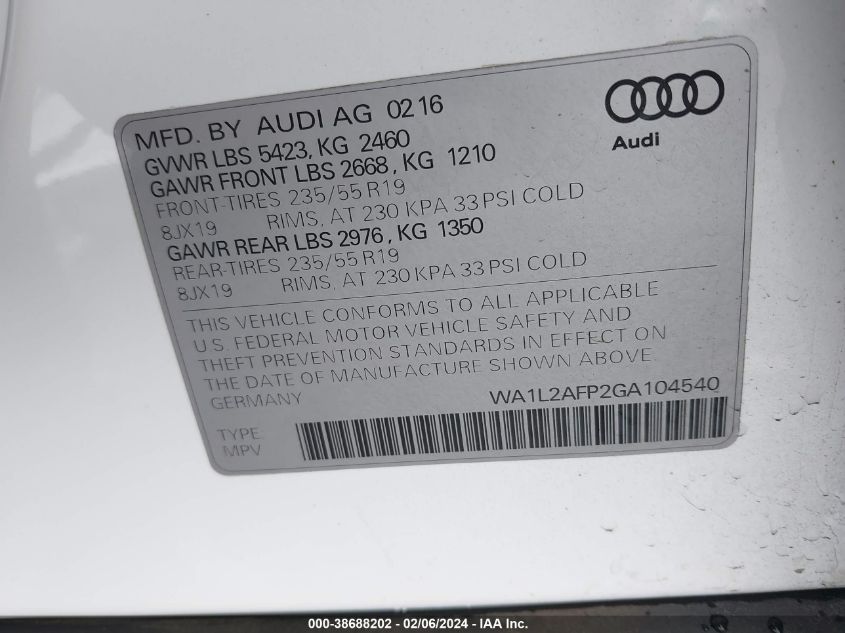 MFD. BY AUDI AG 02 16
Audi
GVWR LBS 5423, KG 2460
GAWR FRONT LBS 2668, KG 1210
FRONT-TIRES 235/55 R19
8JX19 RIMS, AT 230 KPA 33 PSI COLD
GAWR REAR LBS 2976, KG 1350
REAR-TIRES 235/55 R19
8JX19 RIMS, AT 230 KPA 33 PSI COLD
THIS VEHICLE CONFORMS TO ALL APPLICABLE
U.S. FEDERAL MOTOR VEHICLE SAFETY AND
THEFT PREVENTION STANDARDS IN EFFECT ON
THE DATE OF MANUFACTURE SHOWN ABOVE
GERMANY WA1L2AFP2GA104540
TYPE
MPV
000-38688202 - 02/06/2024 - IAA Inc.